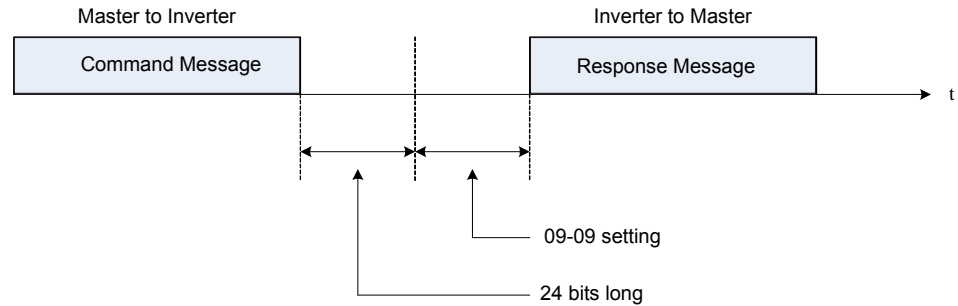 Master to Inverter
Inverter to Master
Command Message
Response Message
t
09-09 setting
24 bits long